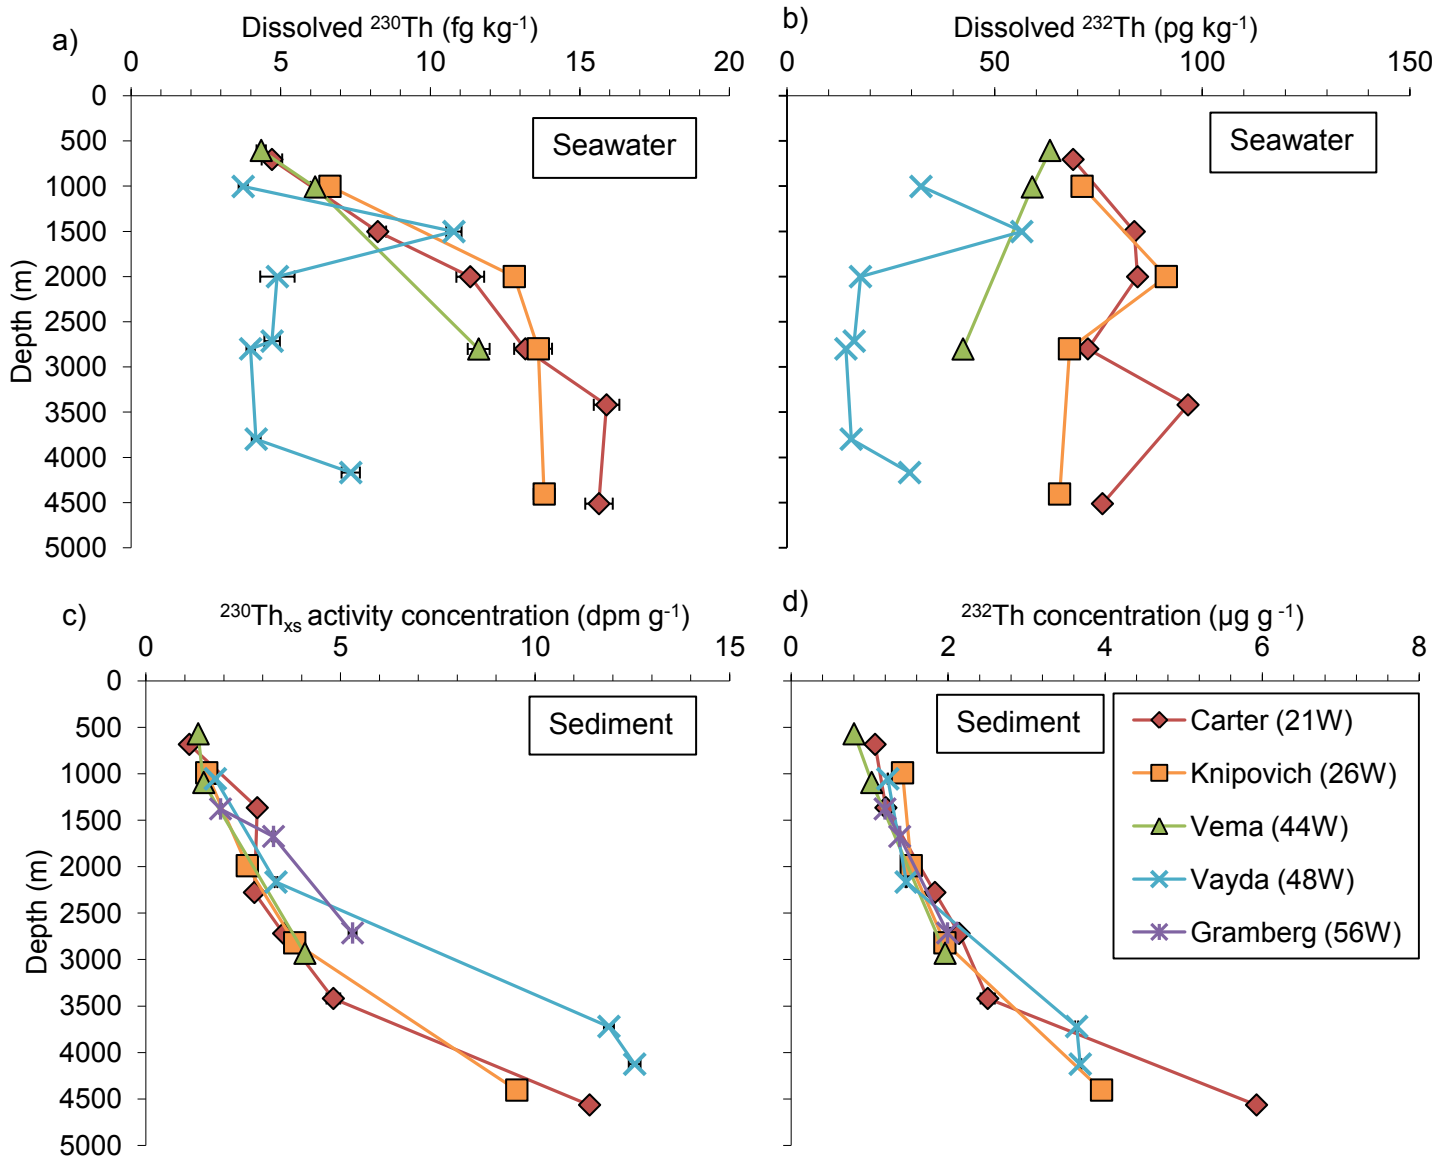 a)
Dissolved ²³⁰Th (fg kg⁻¹)
0 5 10 15 20
0
500
1000
1500
2000
2500
3000
3500
4000
4500
5000
Depth (m)
Seawater
b)
Dissolved ²³²Th (pg kg⁻¹)
0 50 100 150
Seawater
c)
²³⁰Thₓₛ activity concentration (dpm g⁻¹)
0 5 10 15
0
500
1000
1500
2000
2500
3000
3500
4000
4500
5000
Depth (m)
Sediment
d)
²³²Th concentration (µg g⁻¹)
0 2 4 6 8
Sediment
Carter (21W)
Knipovich (26W)
Vema (44W)
Vayda (48W)
Gramberg (56W)